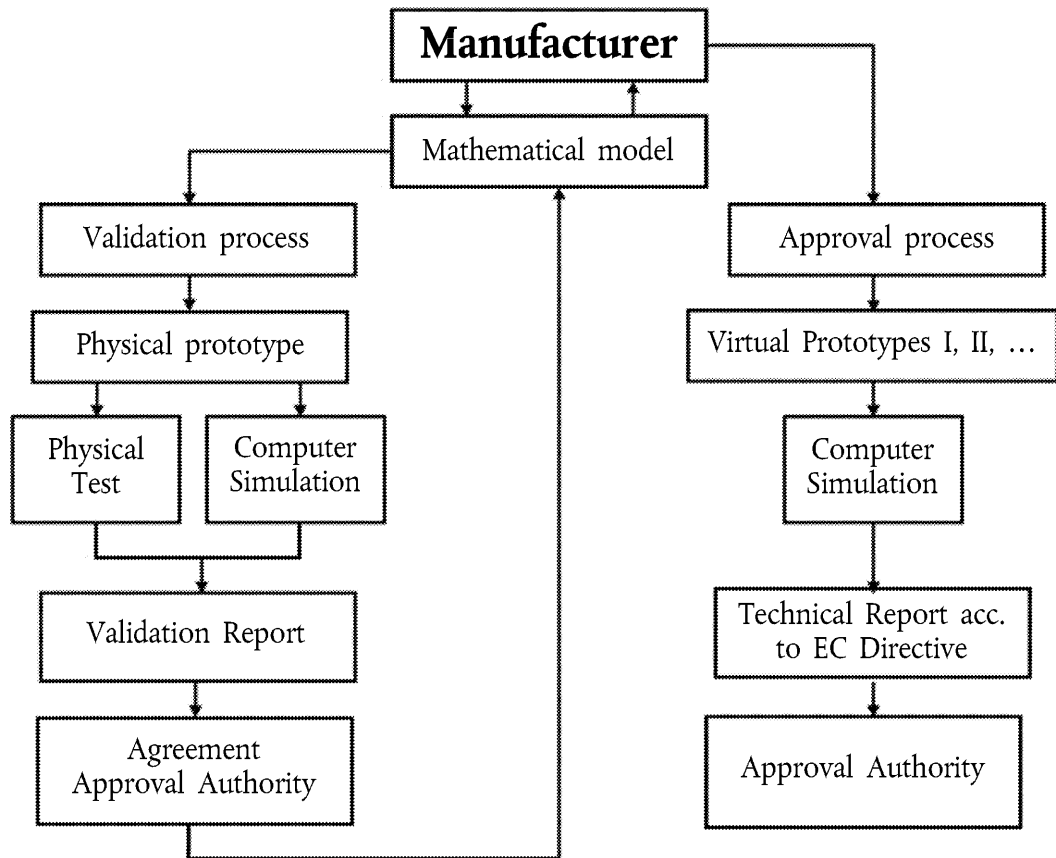 Manufacturer
Mathematical model
Validation process
Approval process
Physical prototype
Virtual Prototypes I, II, ...
Physical
Test
Computer
Simulation
Computer
Simulation
Validation Report
Technical Report acc.
to EC Directive
Agreement
Approval Authority
Approval Authority